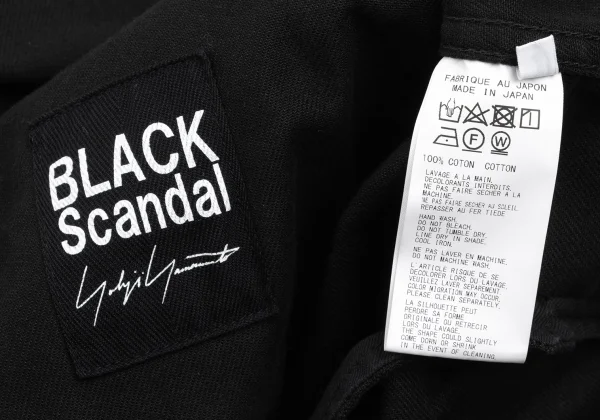 BLACK
Scandal
Yohji Yamamoto
FABRIQUE AU JAPON
MADE IN JAPAN
F W
100% COTON COTTON
LAVAGE A LA MAIN.
DECOLORANTS INTERDITS.
NE PAS FAIRE SECHER A LA
MACHINE.
NE PAS FAIRE SECHER AU SOLEIL.
REPASSER AU FER TIEDE
HAND WASH.
DO NOT BLEACH.
DO NOT TUMBLE DRY.
LINE DRY IN SHADE.
COOL IRON.
NE PAS LAVER EN MACHINE.
DO NOT MACHINE WASH.
L'ARTICLE RISQUE DE SE
DECOLORER LORS DU LAVAGE.
VEUILLEZ LAVER SEPAREMENT
COLOR MIGRATION MAY OCCUR.
PLEASE CLEAN SEPARATELY.
LA SILHOUETTE PEUT
PERDRE SA FORME
ORIGINALE OU RETRECIR
LORS DU LAVAGE.
THE SHAPE COULD SLIGHTLY
COME DOWN OR SHRINK
IN THE EVENT OF CLEANING.